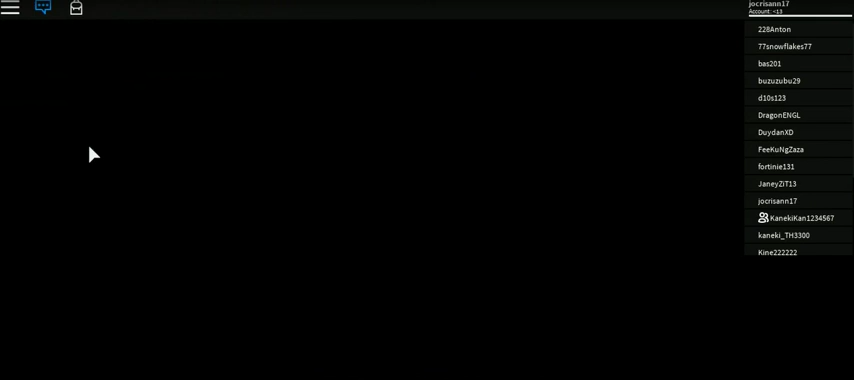 jocrisann17
Account: <13
228Anton
77snowflakes77
bas201
buzuzubu29
d10s123
DragonENGL
DuydanXD
FeeKuNgZaza
fortinie131
JaneyZiT13
jocrisann17
KanekiKan1234567
kaneki_TH3300
Kine222222